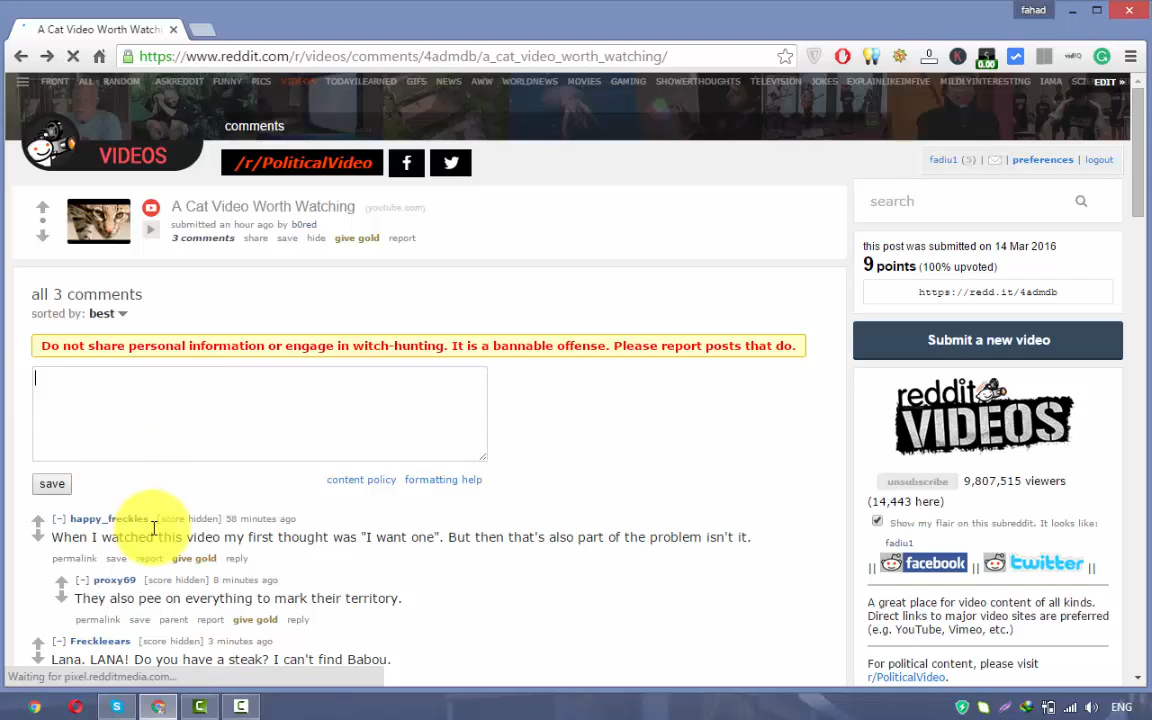 fahad
A Cat Video Worth Watch
https://www.reddit.com/r/videos/comments/4admdb/a_cat_video_worth_watching/
FRONT ALL RANDOM ASKREDDIT FUNNY PICS VIDEOS TODAYILEARNED GIFS NEWS AWW WORLDNEWS MOVIES GAMING SHOWERTHOUGHTS TELEVISION JOKES EXPLAINLIKEIMFIVE MILDLYINTERESTING IAMA SCI EDIT »
comments
VIDEOS
/r/PoliticalVideo
fadiu1 (5) | preferences | logout
A Cat Video Worth Watching (youtube.com)
submitted an hour ago by b0red
3 comments share save hide give gold report
search
this post was submitted on 14 Mar 2016
9 points (100% upvoted)
https://redd.it/4admdb
all 3 comments
sorted by: best
Do not share personal information or engage in witch-hunting. It is a bannable offense. Please report posts that do.
Submit a new video
reddit
VIDEOS
save
content policy formatting help
unsubscribe 9,807,515 viewers
(14,443 here)
Show my flair on this subreddit. It looks like:
fadiu1
|| facebook || twitter ||
[–] happy_freckles [score hidden] 58 minutes ago
When I watched this video my first thought was "I want one". But then that's also part of the problem isn't it.
permalink save report give gold reply
[–] proxy69 [score hidden] 8 minutes ago
They also pee on everything to mark their territory.
permalink save parent report give gold reply
[–] Freckleears [score hidden] 3 minutes ago
Lana. LANA! Do you have a steak? I can't find Babou.
A great place for video content of all kinds.
Direct links to major video sites are preferred
(e.g. YouTube, Vimeo, etc.)
For political content, please visit
r/PoliticalVideo.
Waiting for pixel.redditmedia.com...
ENG